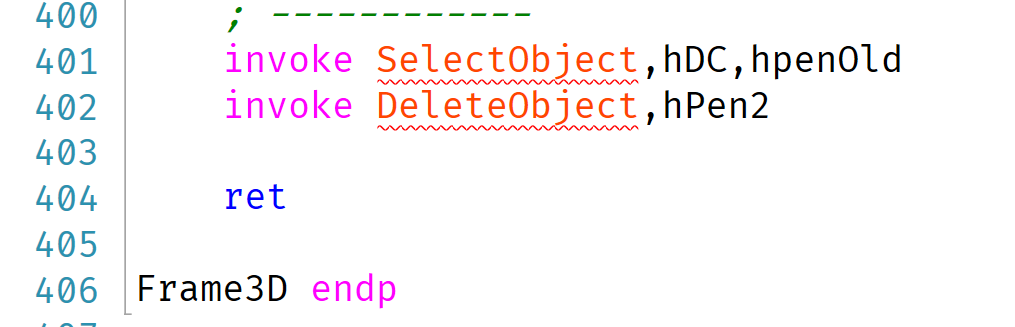 400 ; ------------
401 invoke SelectObject,hDC,hpenOld
402 invoke DeleteObject,hPen2
403
404 ret
405
406 Frame3D endp